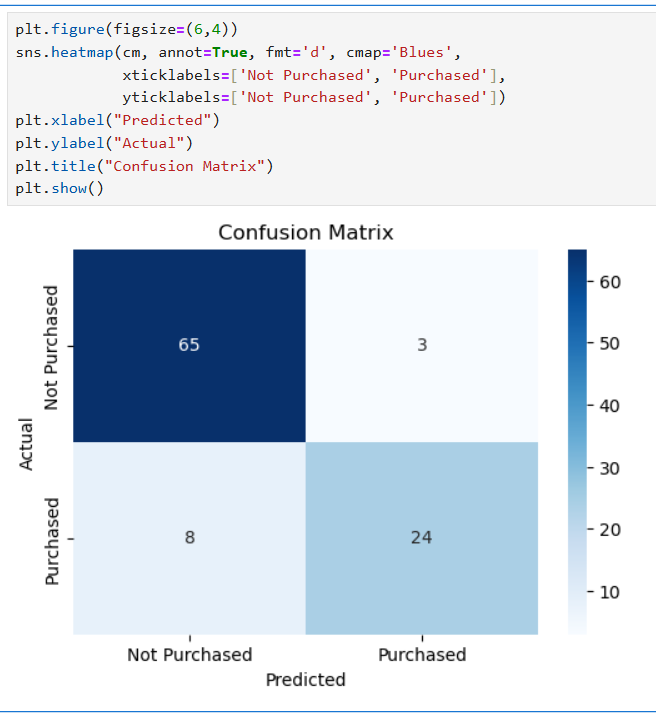 plt.figure(figsize=(6,4))
sns.heatmap(cm, annot=True, fmt='d', cmap='Blues',
            xticklabels=['Not Purchased', 'Purchased'],
            yticklabels=['Not Purchased', 'Purchased'])
plt.xlabel("Predicted")
plt.ylabel("Actual")
plt.title("Confusion Matrix")
plt.show()
Confusion Matrix
Actual
Not Purchased
65
3
60
50
40
30
Purchased
8
24
20
10
Not Purchased
Purchased
Predicted